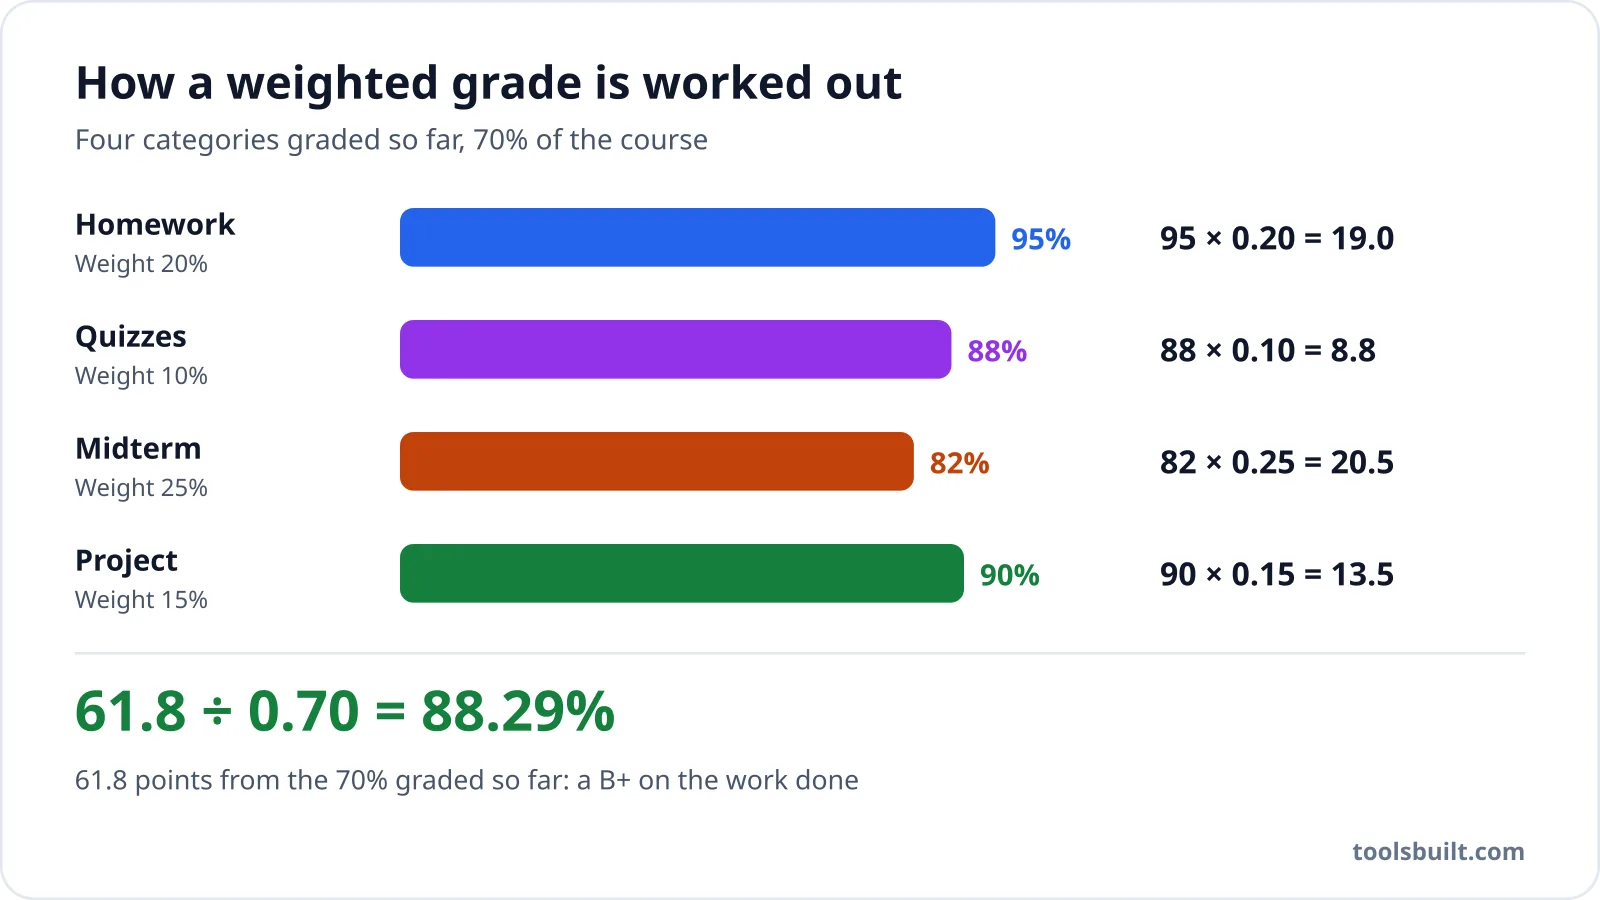 How a weighted grade is worked out
Four categories graded so far, 70% of the course
Homework
Weight 20%
95%
95 × 0.20 = 19.0
Quizzes
Weight 10%
88%
88 × 0.10 = 8.8
Midterm
Weight 25%
82%
82 × 0.25 = 20.5
Project
Weight 15%
90%
90 × 0.15 = 13.5
61.8 ÷ 0.70 = 88.29%
61.8 points from the 70% graded so far: a B+ on the work done
toolsbuilt.com